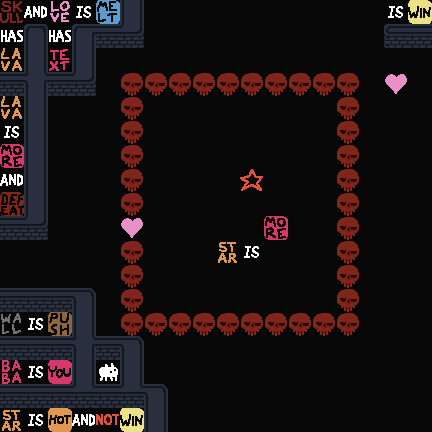 SKULL AND LOVE IS MELT IS WIN
HAS HAS
LAVA TEXT
LAVA
IS
MORE
AND
DEFEAT
MORE
STAR IS
WALL IS PUSH
BABA IS YOU
STAR IS HOT AND NOT WIN